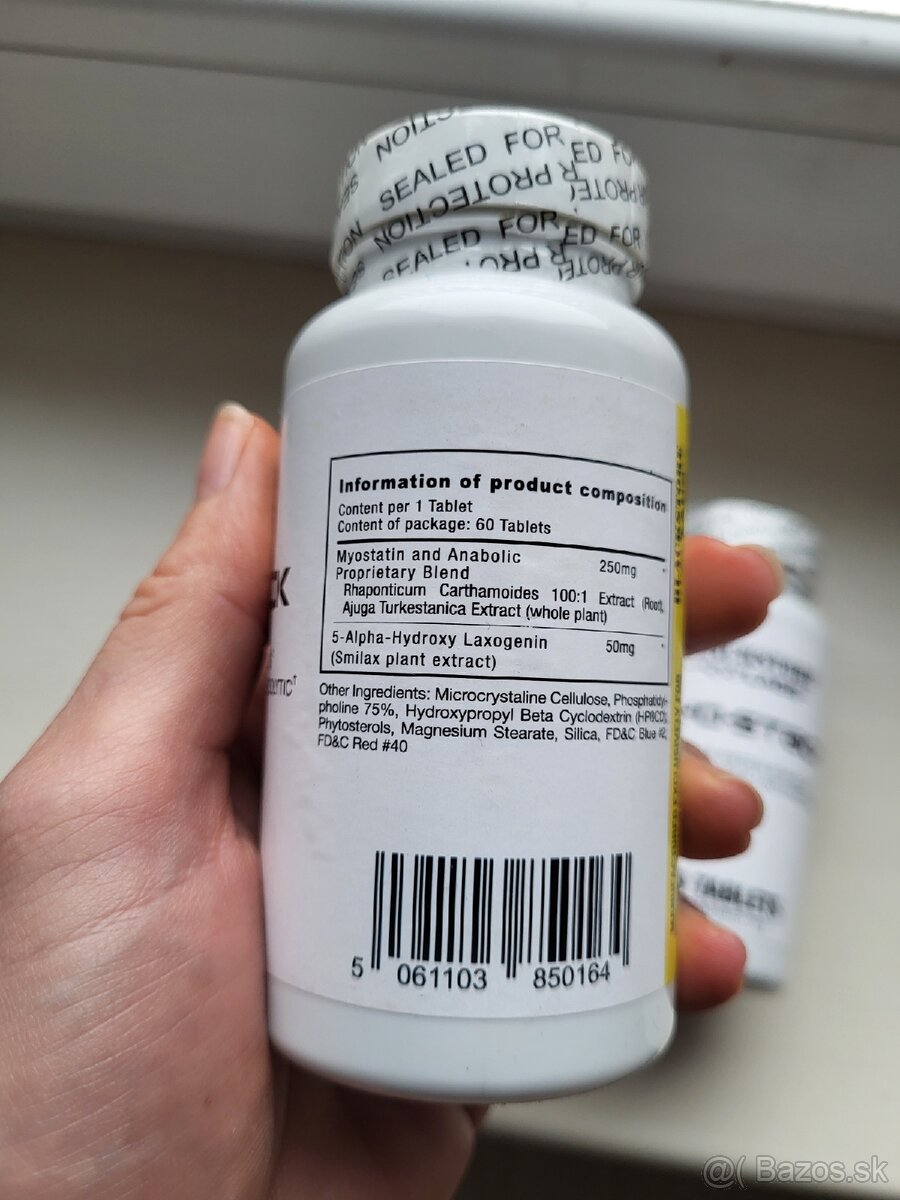 SEALED FOR
PROTECTION
SEALED FOR
CK
Information of product composition
Content per 1 Tablet
Content of package: 60 Tablets
Myostatin and Anabolic 250mg
Proprietary Blend
Rhaponticum Carthamoides 100:1 Extract (Root),
Ajuga Turkestanica Extract (whole plant)
5-Alpha-Hydroxy Laxogenin 50mg
(Smilax plant extract)
Other Ingredients: Microcrystaline Cellulose, Phosphatidyl-
pholine 75%, Hydroxypropyl Beta Cyclodextrin (HPBCD),
Phytosterols, Magnesium Stearate, Silica, FD&C Blue #2,
FD&C Red #40
5 061103 850164
TABLETS
@( Bazos.sk